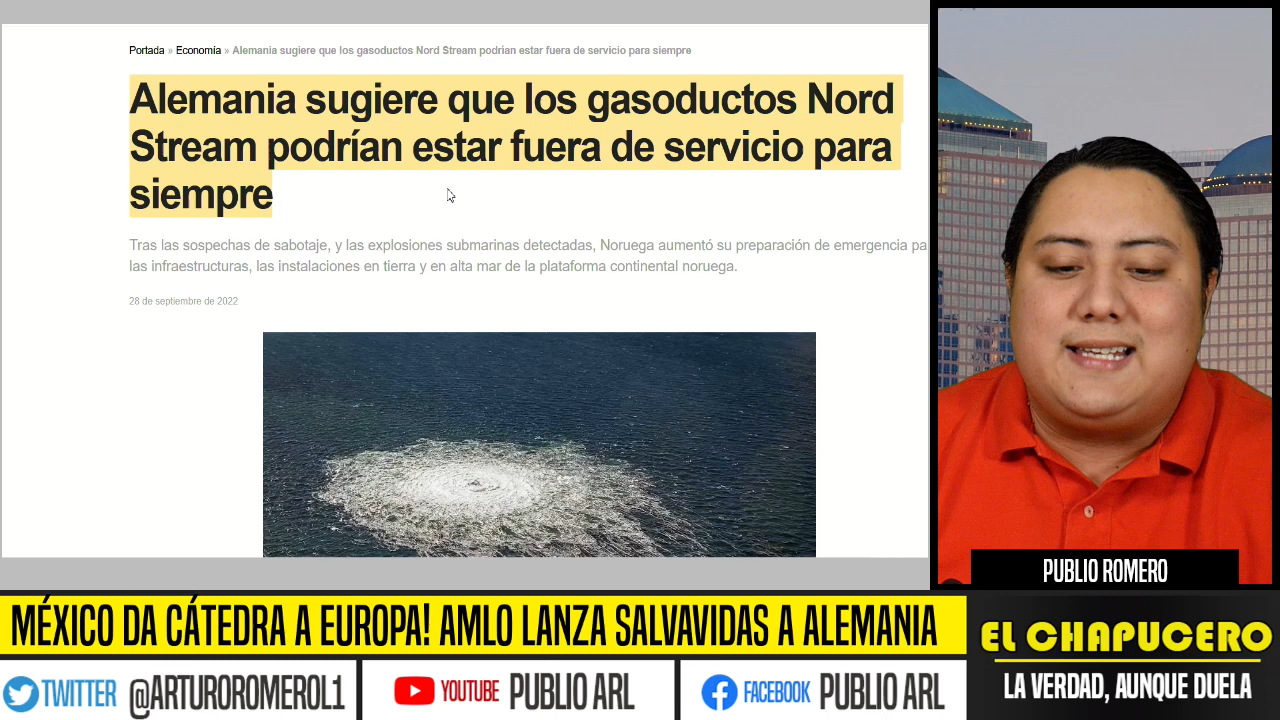 Portada » Economía » Alemania sugiere que los gasoductos Nord Stream podrían estar fuera de servicio para siempre
Alemania sugiere que los gasoductos Nord
Stream podrían estar fuera de servicio para
siempre
Tras las sospechas de sabotaje, y las explosiones submarinas detectadas, Noruega aumentó su preparación de emergencia
las infraestructuras, las instalaciones en tierra y en alta mar de la plataforma continental noruega.
28 de septiembre de 2022
PUBLIO ROMERO
MÉXICO DA CÁTEDRA A EUROPA! AMLO LANZA SALVAVIDAS A ALEMANIA
EL CHAPUCERO
LA VERDAD, AUNQUE DUELA
TWITTER @ARTUROROMEROL1
YOUTUBE PUBLIO ARL
FACEBOOK PUBLIO ARL